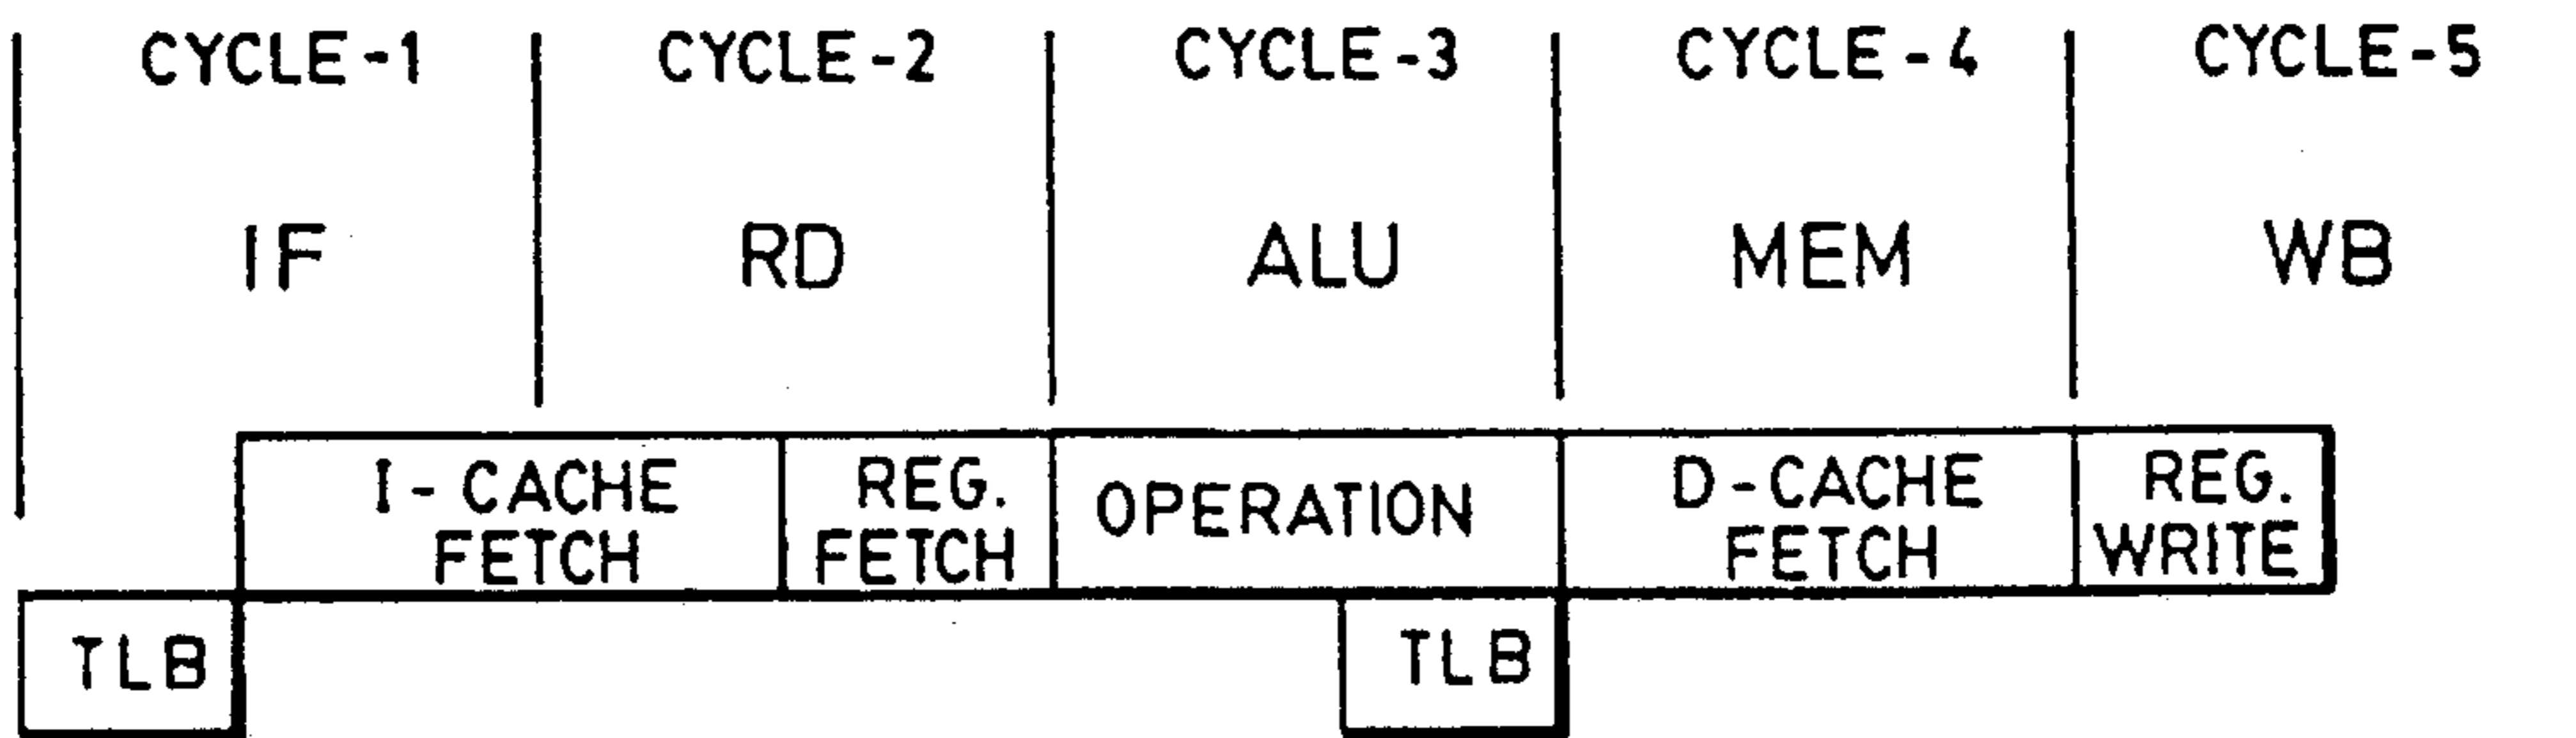 CYCLE-1 CYCLE-2 CYCLE-3 CYCLE-4 CYCLE-5
IF RD ALU MEM WB
I-CACHE FETCH
REG. FETCH
OPERATION
D-CACHE FETCH
REG. WRITE
TLB TLB